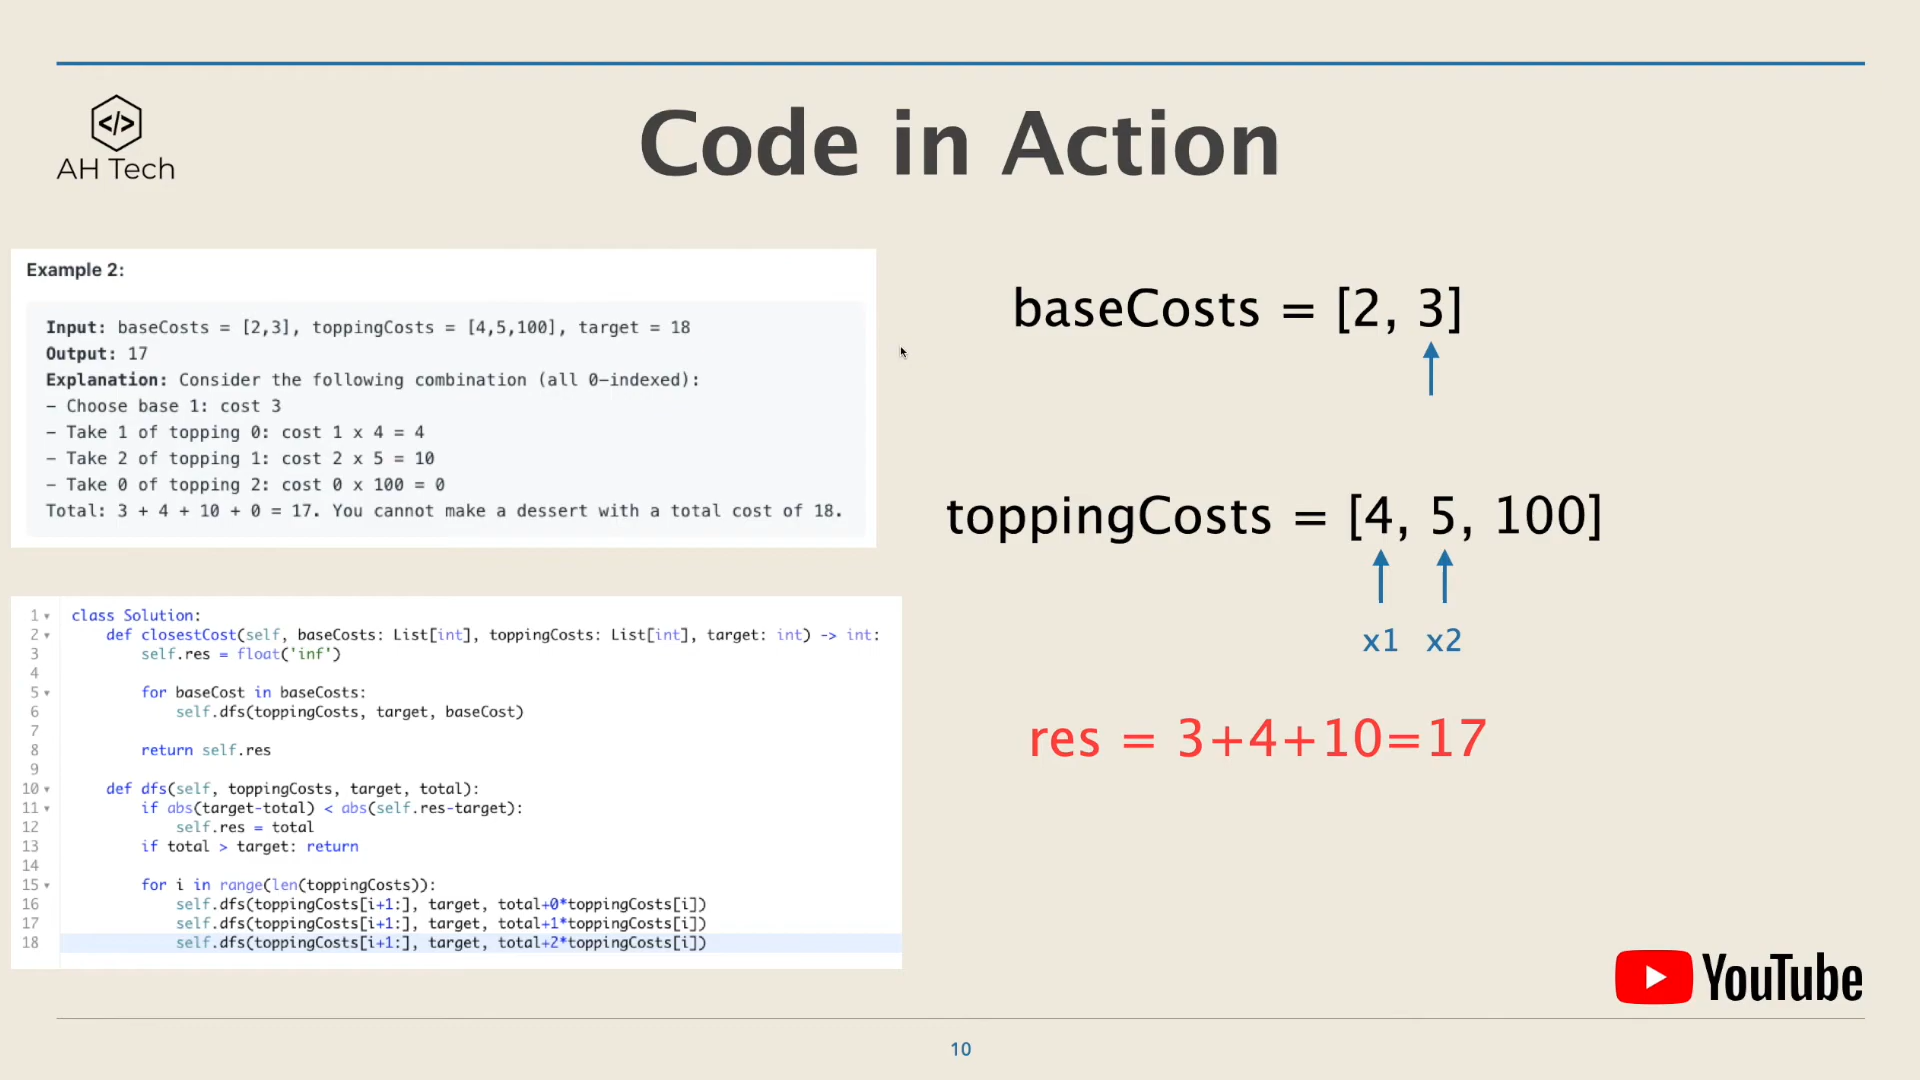 </>
AH Tech
Code in Action
Example 2:
Input: baseCosts = [2,3], toppingCosts = [4,5,100], target = 18
Output: 17
Explanation: Consider the following combination (all 0-indexed):
- Choose base 1: cost 3
- Take 1 of topping 0: cost 1 x 4 = 4
- Take 2 of topping 1: cost 2 x 5 = 10
- Take 0 of topping 2: cost 0 x 100 = 0
Total: 3 + 4 + 10 + 0 = 17. You cannot make a dessert with a total cost of 18.
1 class Solution:
2     def closestCost(self, baseCosts: List[int], toppingCosts: List[int], target: int) -> int:
3         self.res = float('inf')
4
5         for baseCost in baseCosts:
6             self.dfs(toppingCosts, target, baseCost)
7
8         return self.res
9
10     def dfs(self, toppingCosts, target, total):
11         if abs(target-total) < abs(self.res-target):
12             self.res = total
13         if total > target: return
14
15         for i in range(len(toppingCosts)):
16             self.dfs(toppingCosts[i+1:], target, total+0*toppingCosts[i])
17             self.dfs(toppingCosts[i+1:], target, total+1*toppingCosts[i])
18             self.dfs(toppingCosts[i+1:], target, total+2*toppingCosts[i])
baseCosts = [2, 3]
toppingCosts = [4, 5, 100]
x1 x2
res = 3+4+10=17
YouTube
10